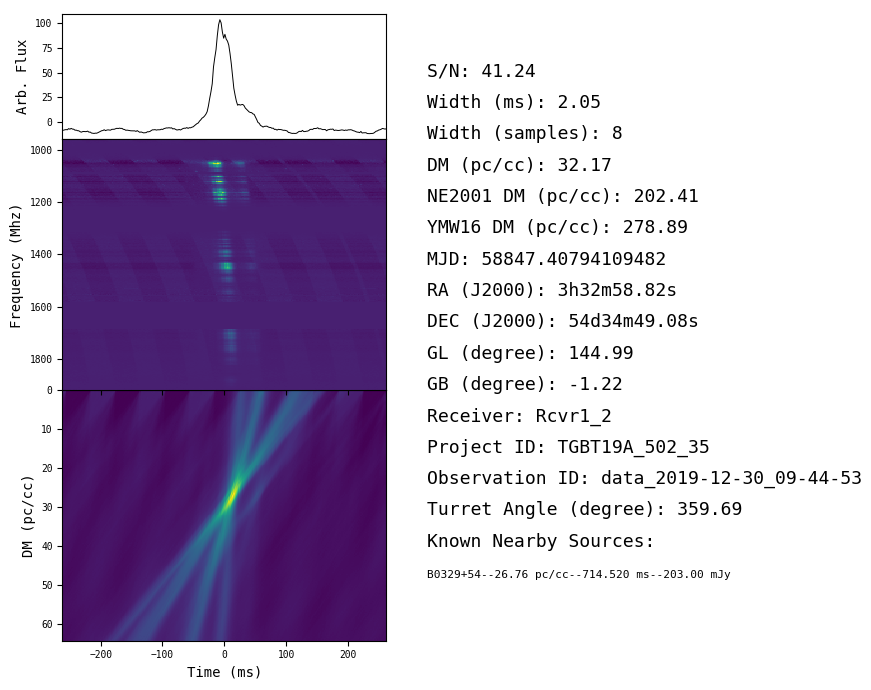 100
75
50
25
0
Arb. Flux
1000
1200
1400
1600
1800
Frequency (Mhz)
0
10
20
30
40
50
60
DM (pc/cc)
−200
−100
0
100
200
Time (ms)
S/N: 41.24
Width (ms): 2.05
Width (samples): 8
DM (pc/cc): 32.17
NE2001 DM (pc/cc): 202.41
YMW16 DM (pc/cc): 278.89
MJD: 58847.40794109482
RA (J2000): 3h32m58.82s
DEC (J2000): 54d34m49.08s
GL (degree): 144.99
GB (degree): -1.22
Receiver: Rcvr1_2
Project ID: TGBT19A_502_35
Observation ID: data_2019-12-30_09-44-53
Turret Angle (degree): 359.69
Known Nearby Sources:
B0329+54--26.76 pc/cc--714.520 ms--203.00 mJy